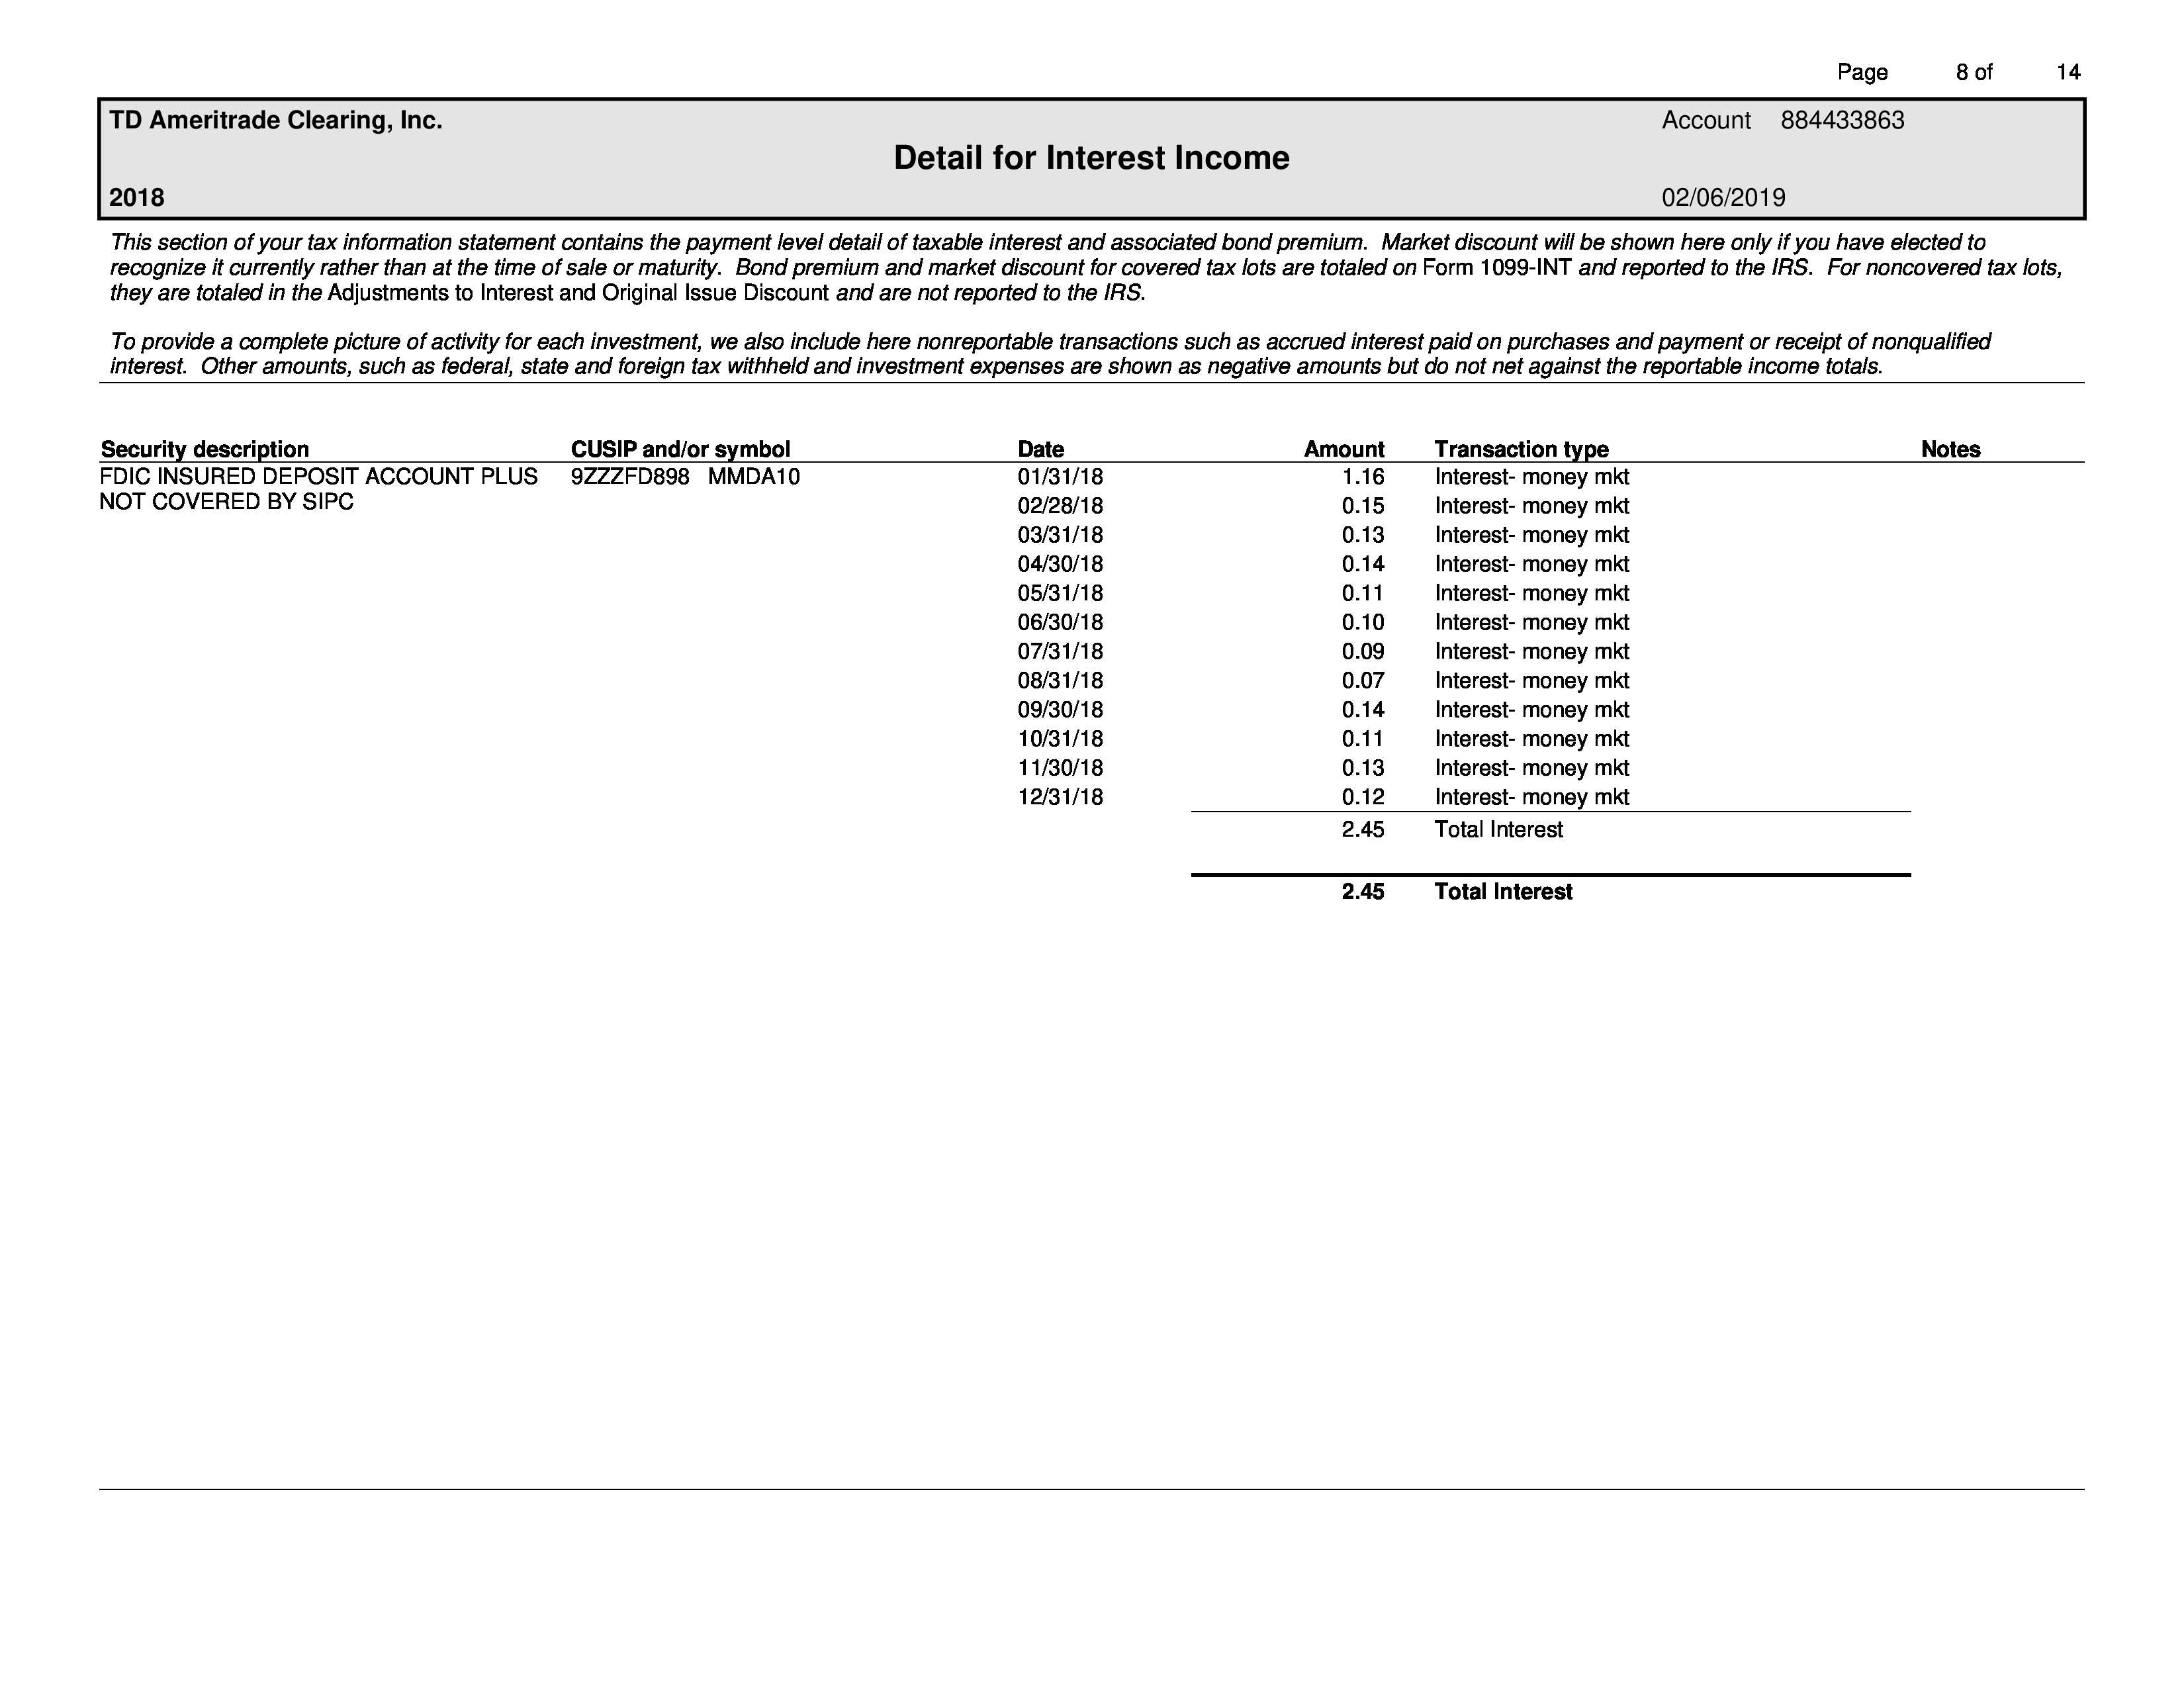 Page 8 of 14
TD Ameritrade Clearing, Inc. Account 884433863
Detail for Interest Income
2018 02/06/2019
This section of your tax information statement contains the payment level detail of taxable interest and associated bond premium. Market discount will be shown here only if you have elected to
recognize it currently rather than at the time of sale or maturity. Bond premium and market discount for covered tax lots are totaled on Form 1099-INT and reported to the IRS. For noncovered tax lots,
they are totaled in the Adjustments to Interest and Original Issue Discount and are not reported to the IRS.
To provide a complete picture of activity for each investment, we also include here nonreportable transactions such as accrued interest paid on purchases and payment or receipt of nonqualified
interest. Other amounts, such as federal, state and foreign tax withheld and investment expenses are shown as negative amounts but do not net against the reportable income totals.
Security description CUSIP and/or symbol Date Amount Transaction type Notes
FDIC INSURED DEPOSIT ACCOUNT PLUS 9ZZZFD898 MMDA10 01/31/18 1.16 Interest- money mkt
NOT COVERED BY SIPC 02/28/18 0.15 Interest- money mkt
03/31/18 0.13 Interest- money mkt
04/30/18 0.14 Interest- money mkt
05/31/18 0.11 Interest- money mkt
06/30/18 0.10 Interest- money mkt
07/31/18 0.09 Interest- money mkt
08/31/18 0.07 Interest- money mkt
09/30/18 0.14 Interest- money mkt
10/31/18 0.11 Interest- money mkt
11/30/18 0.13 Interest- money mkt
12/31/18 0.12 Interest- money mkt
2.45 Total Interest
2.45 Total Interest